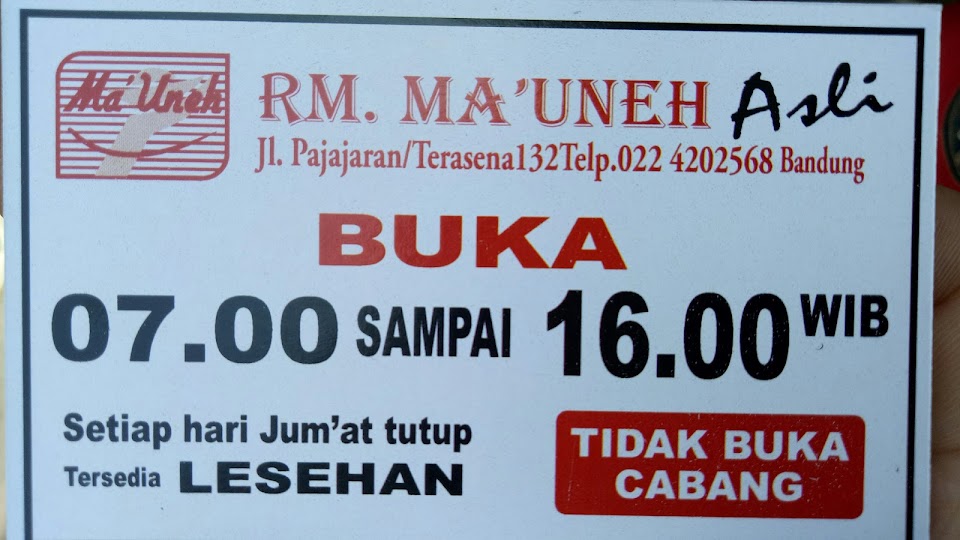 Ma'Uneh
RM. MA'UNEH Asli
Jl. Pajajaran/Terasena132Telp.022 4202568 Bandung
BUKA
07.00 SAMPAI 16.00 WIB
Setiap hari Jum'at tutup
Tersedia LESEHAN
TIDAK BUKA
CABANG